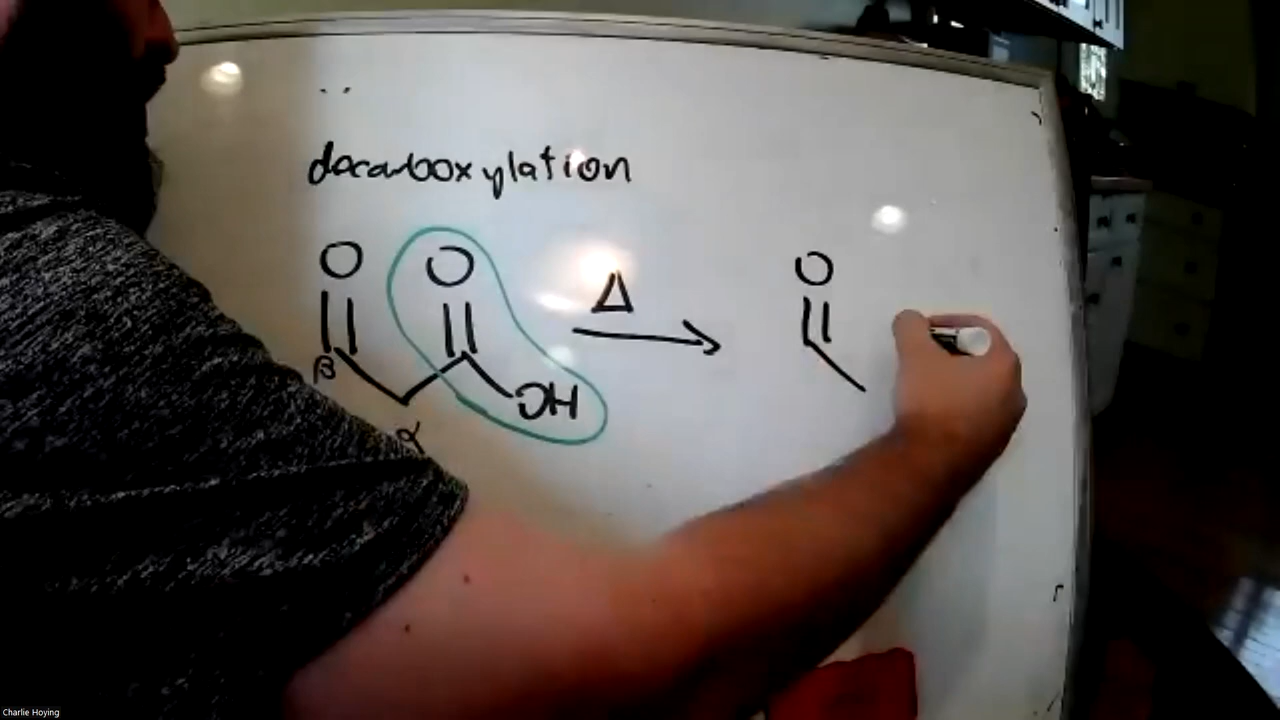 decarboxylation
O O Δ O
β OH
α
Charlie Hoying